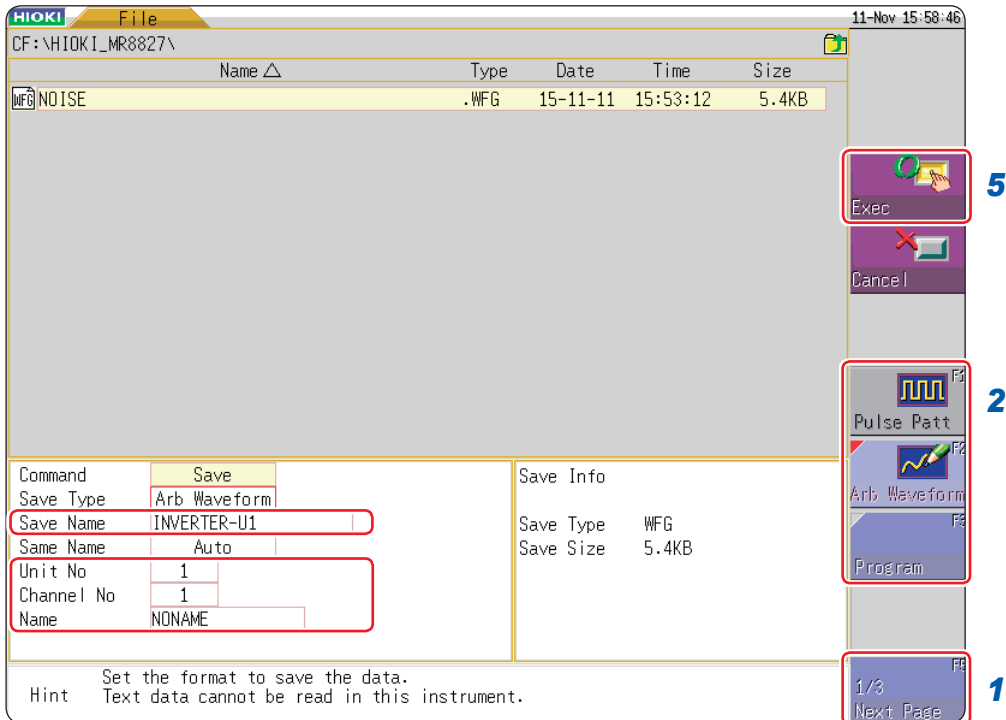 HIOKI File 11-Nov 15:58:46
CF:\HIOKI_MR8827\
Name △ Type Date Time Size
WFG NOISE .WFG 15-11-11 15:53:12 5.4KB
Exec
5
Cancel
F1
Pulse Patt
2
F2
Arb Waveform
F3
Program
Command Save
Save Type Arb Waveform
Save Name INVERTER-U1
Same Name Auto
Unit No 1
Channel No 1
Name NONAME
Save Info
Save Type WFG
Save Size 5.4KB
Hint Set the format to save the data.
Text data cannot be read in this instrument.
F5
1/3
Next Page
1